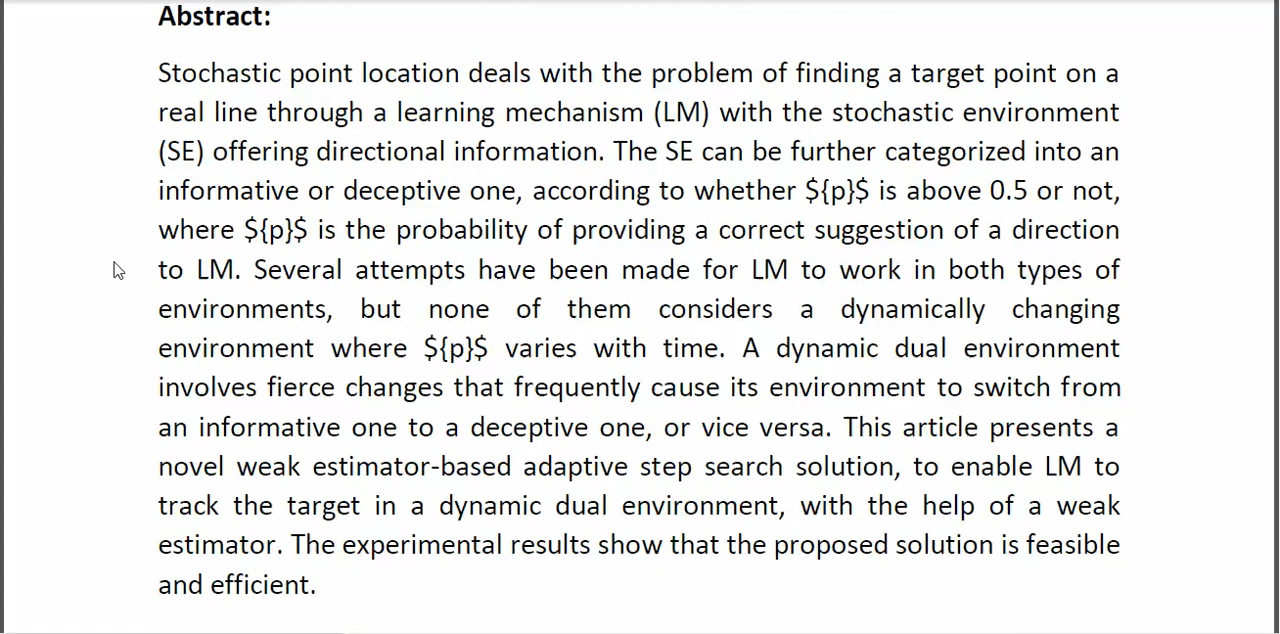 Abstract:
Stochastic point location deals with the problem of finding a target point on a
real line through a learning mechanism (LM) with the stochastic environment
(SE) offering directional information. The SE can be further categorized into an
informative or deceptive one, according to whether ${p}$ is above 0.5 or not,
where ${p}$ is the probability of providing a correct suggestion of a direction
to LM. Several attempts have been made for LM to work in both types of
environments, but none of them considers a dynamically changing
environment where ${p}$ varies with time. A dynamic dual environment
involves fierce changes that frequently cause its environment to switch from
an informative one to a deceptive one, or vice versa. This article presents a
novel weak estimator-based adaptive step search solution, to enable LM to
track the target in a dynamic dual environment, with the help of a weak
estimator. The experimental results show that the proposed solution is feasible
and efficient.